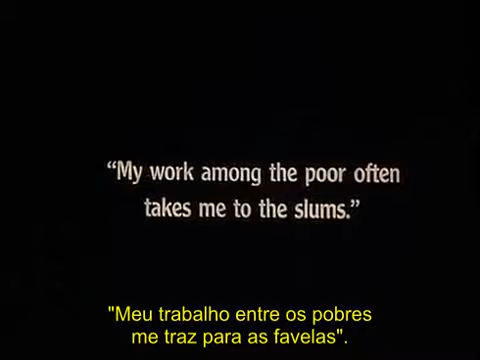 “My work among the poor often
takes me to the slums.”
"Meu trabalho entre os pobres
me traz para as favelas".